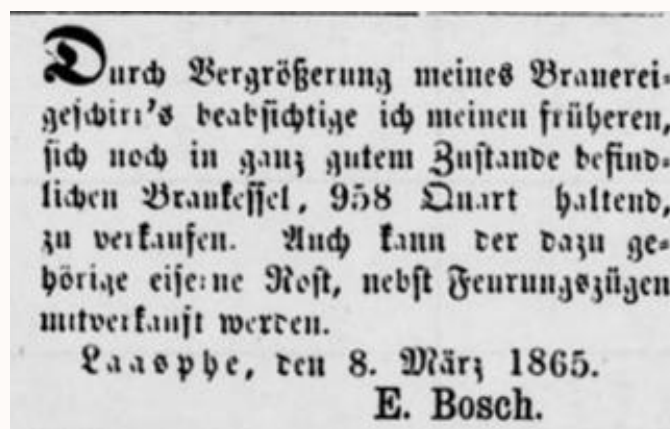 Durch Vergrößerung meines Brauerei-
geschirr's beabsichtige ich meinen früheren,
sich noch in ganz gutem Zustande befind-
lichen Braukessel, 958 Quart haltend,
zu verkaufen. Auch kann der dazu ge-
hörige eiserne Rost, nebst Feurungszügen
mitverkauft werden.
Laasphe, den 8. März 1865.
E. Bosch.